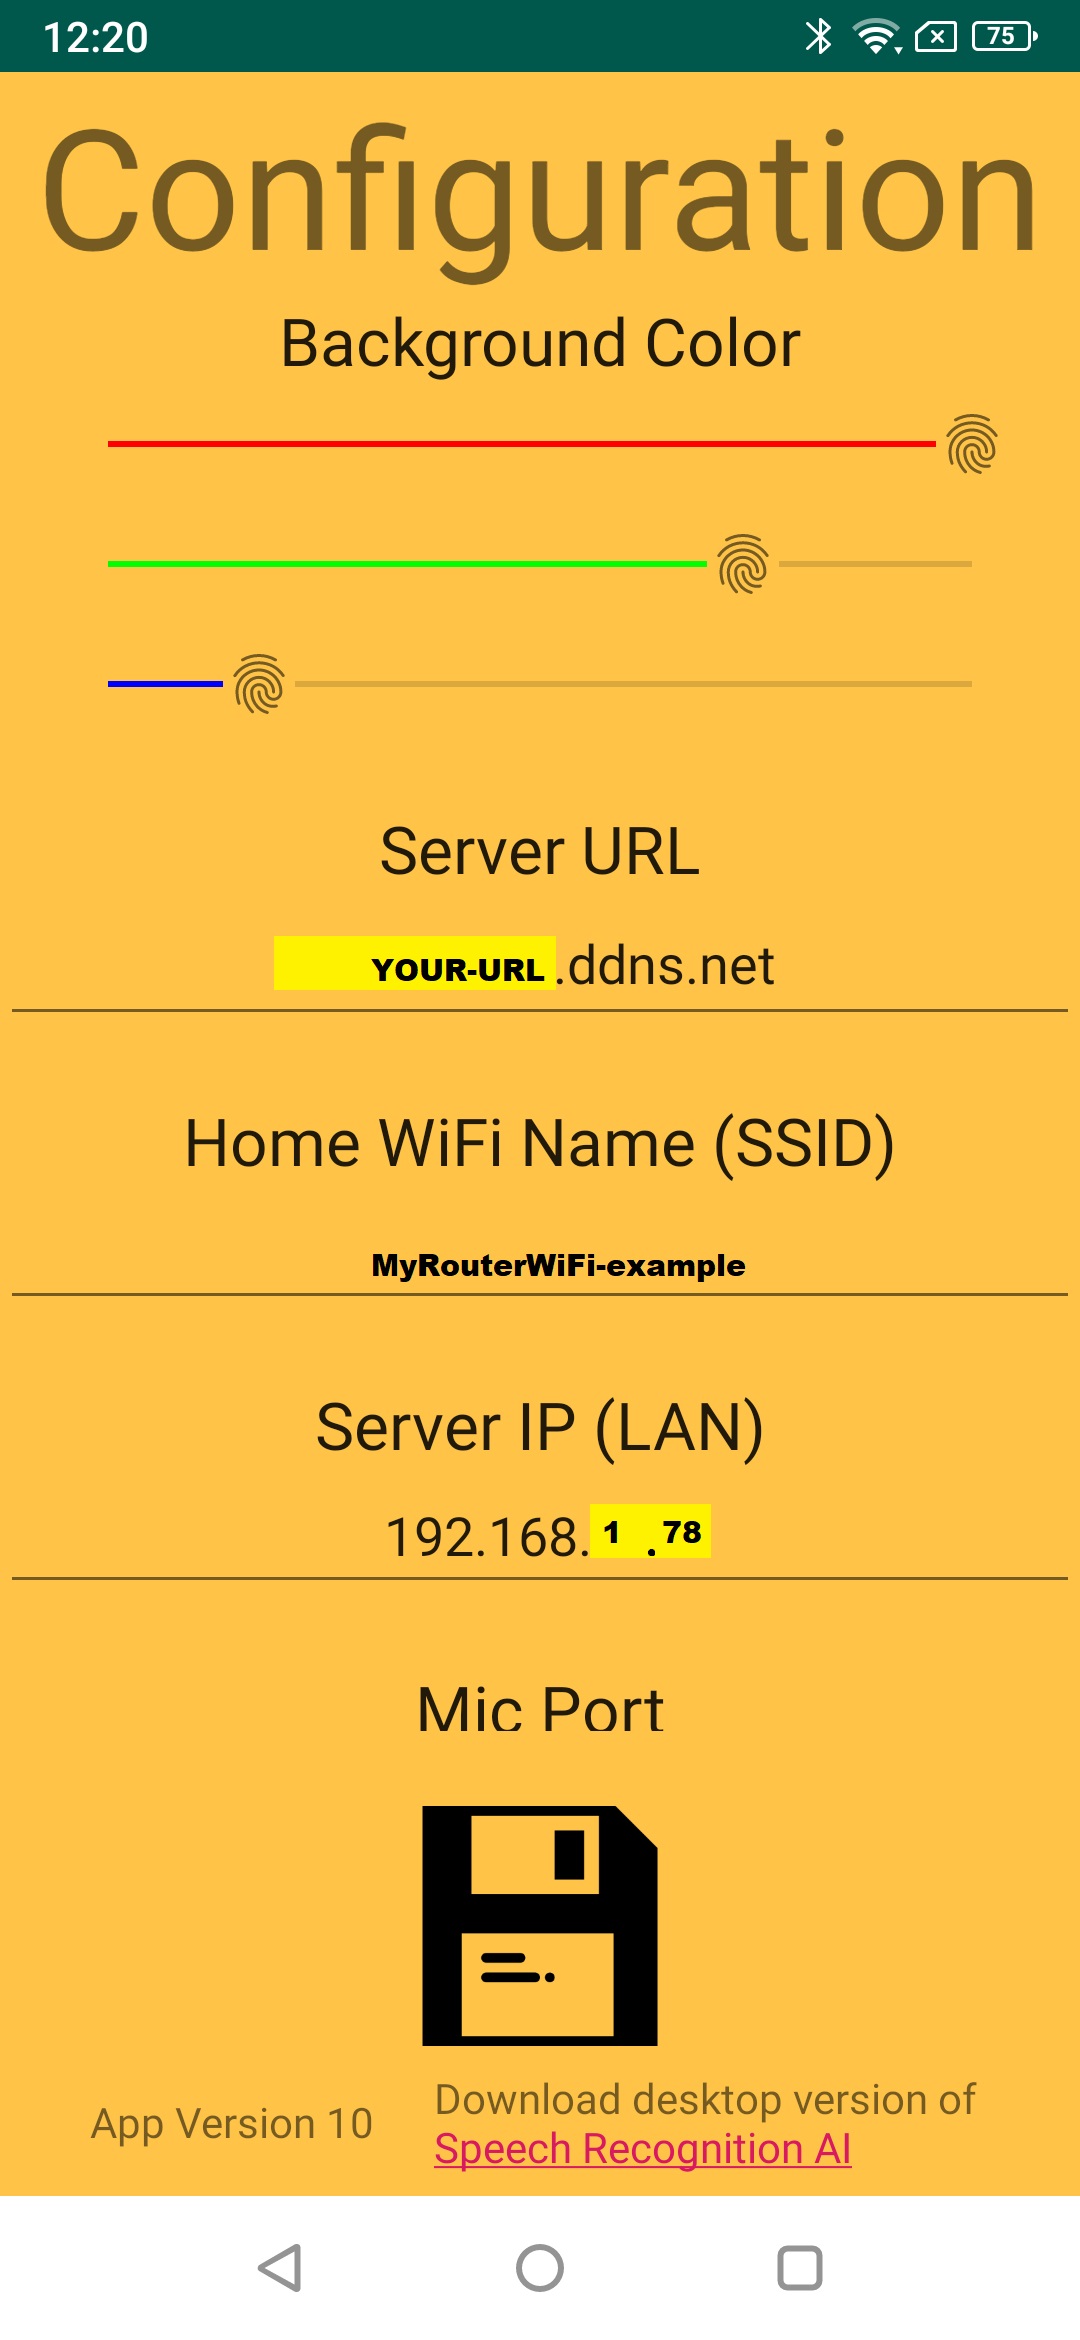 12:20
75
Configuration
Background Color
Server URL
YOUR-URL.ddns.net
Home WiFi Name (SSID)
MyRouterWiFi-example
Server IP (LAN)
192.168.1.78
Mic Port
Download desktop version of
App Version 10
Speech Recognition AI